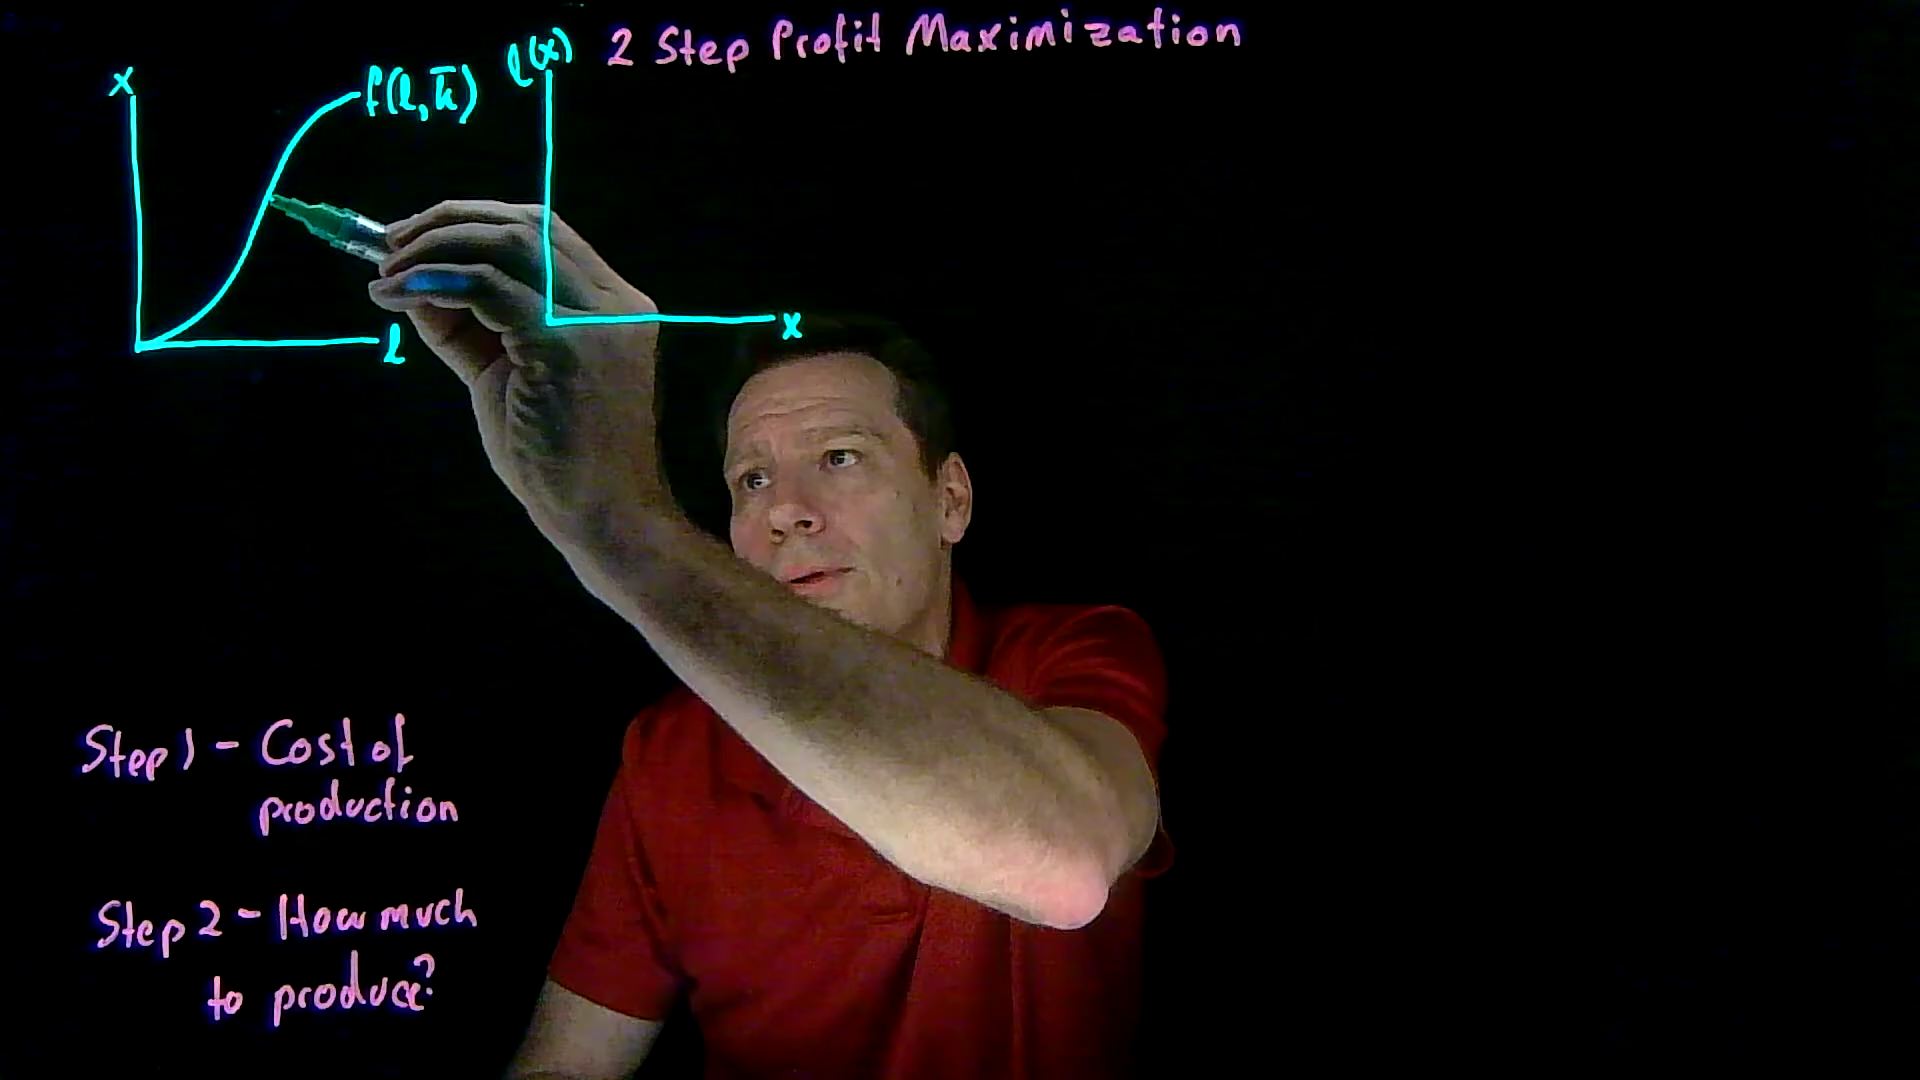 2 Step Profit Maximization
x
f(l, k̄)
l
l(x)
x
Step 1 - Cost of
production
Step 2 - How much
to produce?